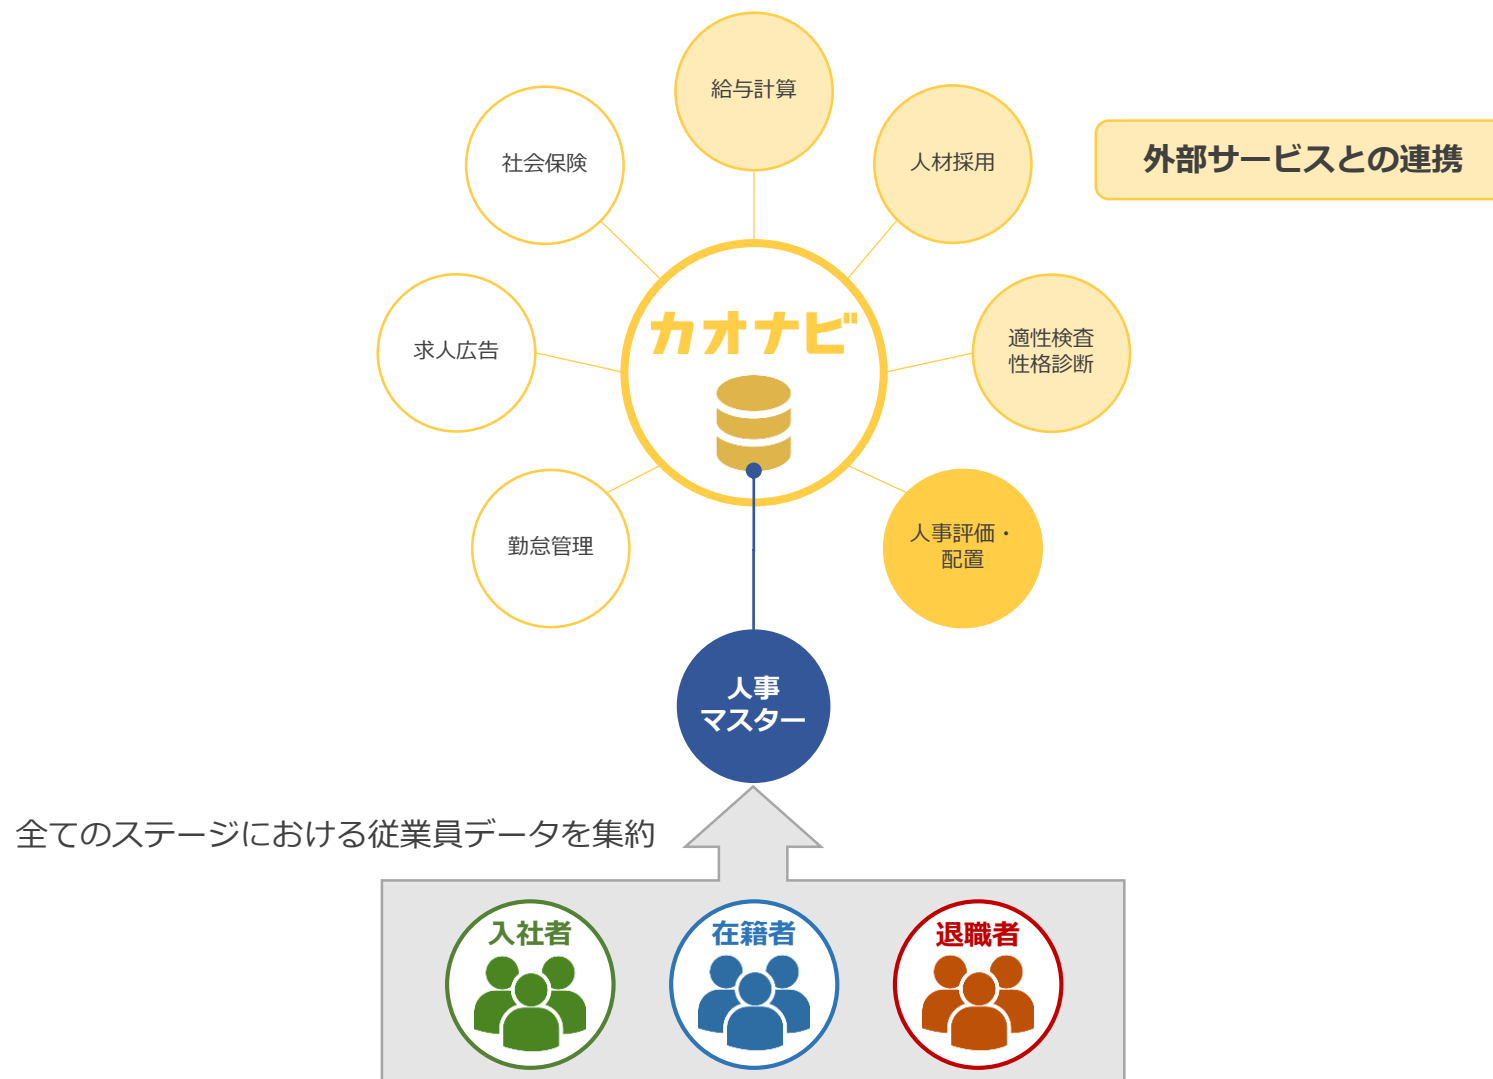 給与計算
社会保険
人材採用
外部サービスとの連携
カオナビ
求人広告
適性検査
性格診断
勤怠管理
人事評価・
配置
人事
マスター
全てのステージにおける従業員データを集約
入社者
在籍者
退職者